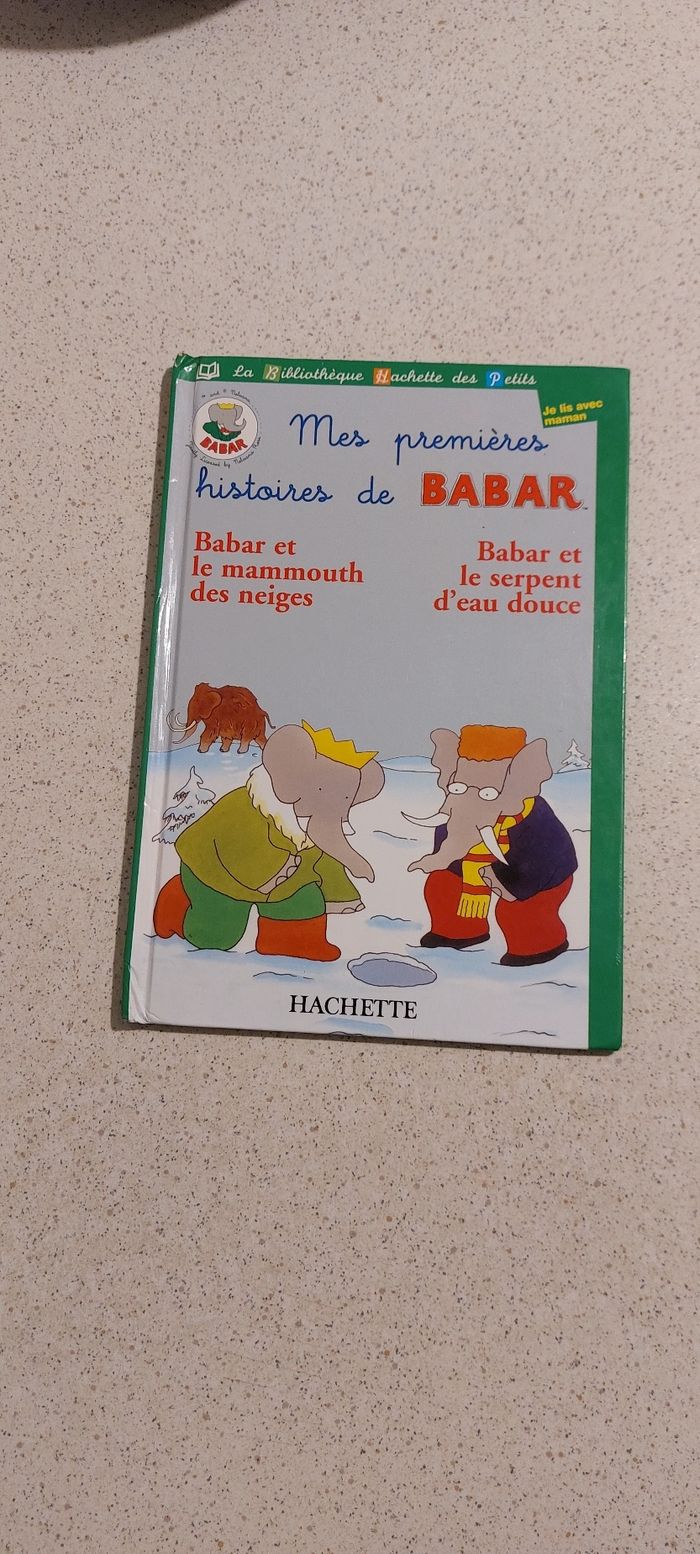 La Bibliothèque Hachette des Petits
Je lis avec
maman
BABAR
Mes premières
histoires de BABAR
Babar et
le mammouth
des neiges
Babar et
le serpent
d'eau douce
HACHETTE